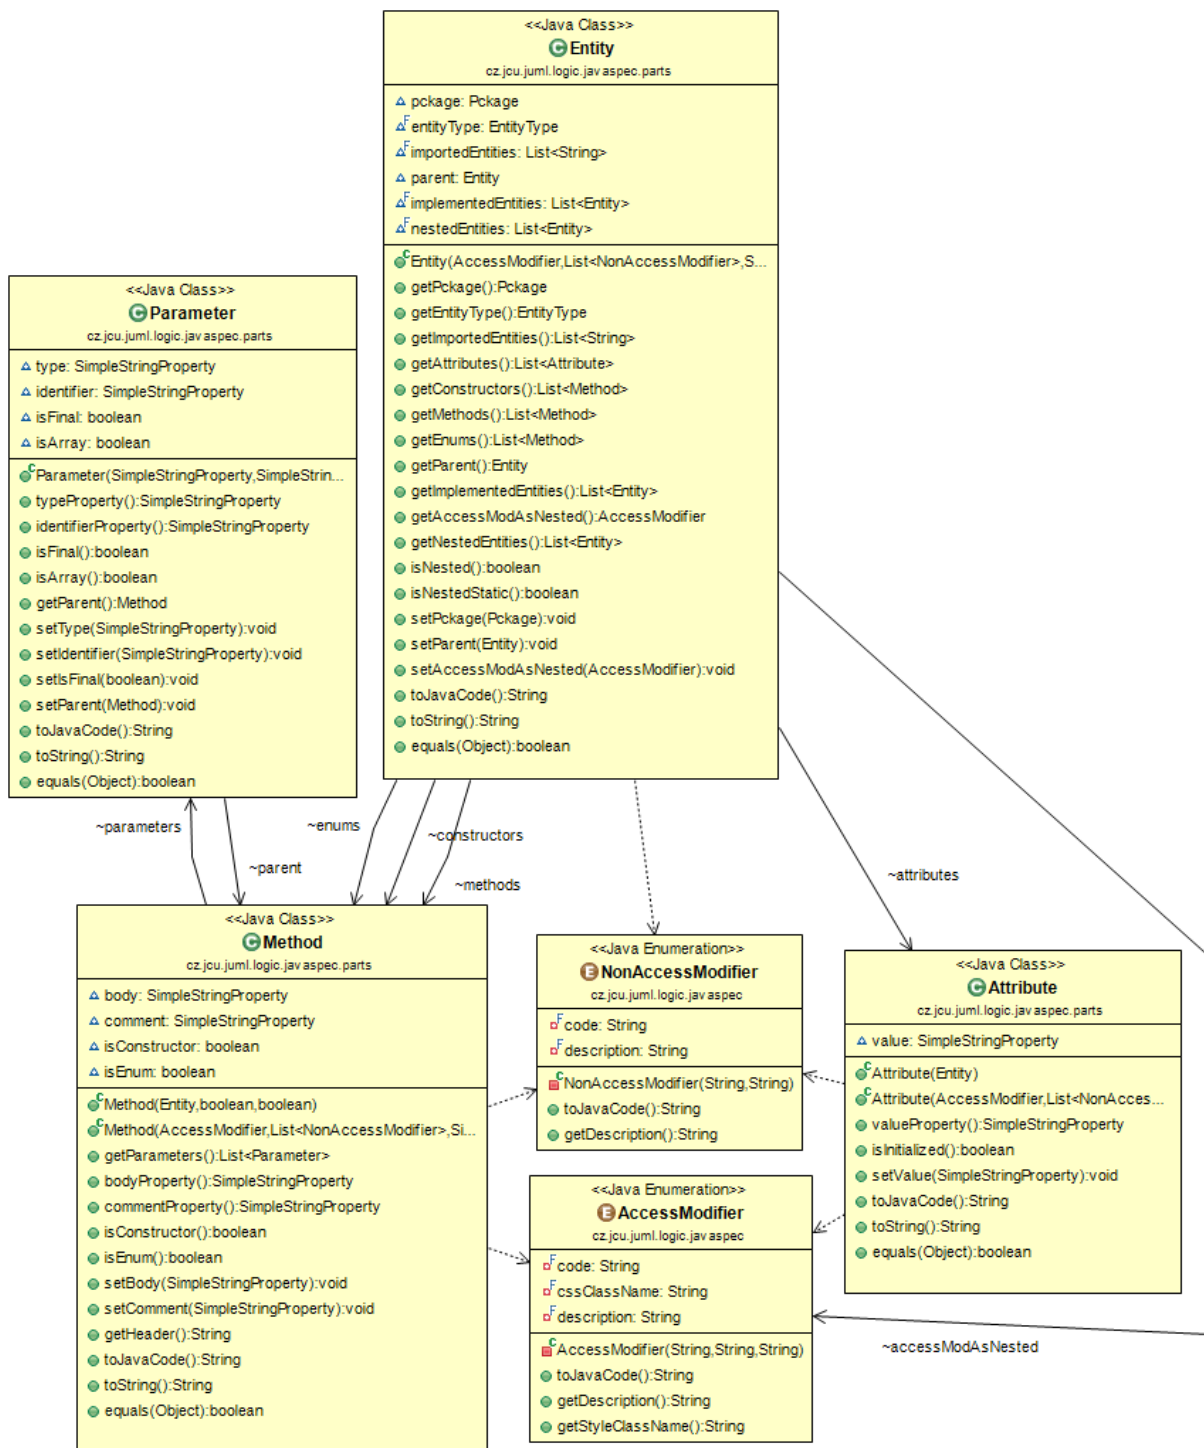 <<Java Class>>
Entity
cz.jcu.juml.logic.javaspec.parts
pckage: Pckage
entityType: EntityType
importedEntities: List<String>
parent: Entity
implementedEntities: List<Entity>
nestedEntities: List<Entity>
Entity(AccessModifier,List<NonAccessModifier>,S...
getPckage():Pckage
getEntityType():EntityType
getImportedEntities():List<String>
getAttributes():List<Attribute>
getConstructors():List<Method>
getMethods():List<Method>
getEnums():List<Method>
getParent():Entity
getImplementedEntities():List<Entity>
getAccessModAsNested():AccessModifier
getNestedEntities():List<Entity>
isNested():boolean
isNestedStatic():boolean
setPckage(Pckage):void
setParent(Entity):void
setAccessModAsNested(AccessModifier):void
toJavaCode():String
toString():String
equals(Object):boolean
<<Java Class>>
Parameter
cz.jcu.juml.logic.javaspec.parts
type: SimpleStringProperty
identifier: SimpleStringProperty
isFinal: boolean
isArray: boolean
Parameter(SimpleStringProperty,SimpleStrin...
typeProperty():SimpleStringProperty
identifierProperty():SimpleStringProperty
isFinal():boolean
isArray():boolean
getParent():Method
setType(SimpleStringProperty):void
setIdentifier(SimpleStringProperty):void
setIsFinal(boolean):void
setParent(Method):void
toJavaCode():String
toString():String
equals(Object):boolean
~parameters
~parent
~enums
~constructors
~methods
~attributes
<<Java Class>>
Method
cz.jcu.juml.logic.javaspec.parts
body: SimpleStringProperty
comment: SimpleStringProperty
isConstructor: boolean
isEnum: boolean
Method(Entity,boolean,boolean)
Method(AccessModifier,List<NonAccessModifier>,Si...
getParameters():List<Parameter>
bodyProperty():SimpleStringProperty
commentProperty():SimpleStringProperty
isConstructor():boolean
isEnum():boolean
setBody(SimpleStringProperty):void
setComment(SimpleStringProperty):void
getHeader():String
toJavaCode():String
toString():String
equals(Object):boolean
<<Java Enumeration>>
NonAccessModifier
cz.jcu.juml.logic.javaspec
code: String
description: String
NonAccessModifier(String,String)
toJavaCode():String
getDescription():String
<<Java Class>>
Attribute
cz.jcu.juml.logic.javaspec.parts
value: SimpleStringProperty
Attribute(Entity)
Attribute(AccessModifier,List<NonAcces...
valueProperty():SimpleStringProperty
isInitialized():boolean
setValue(SimpleStringProperty):void
toJavaCode():String
toString():String
equals(Object):boolean
<<Java Enumeration>>
AccessModifier
cz.jcu.juml.logic.javaspec
code: String
cssClassName: String
description: String
AccessModifier(String,String,String)
toJavaCode():String
getDescription():String
getStyleClassName():String
~accessModAsNested